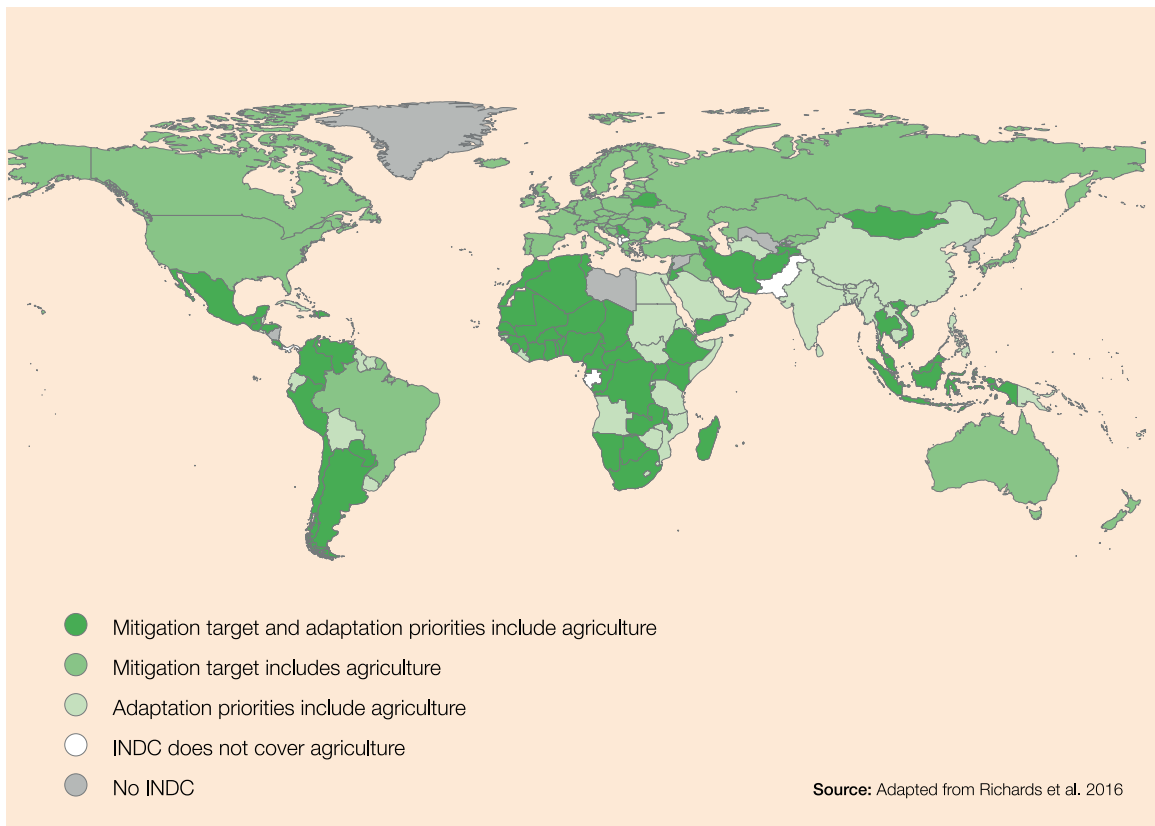 Mitigation target and adaptation priorities include agriculture
Mitigation target includes agriculture
Adaptation priorities include agriculture
INDC does not cover agriculture
No INDC
Source: Adapted from Richards et al. 2016